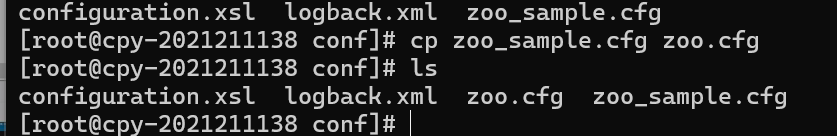 configuration.xsl  logback.xml  zoo_sample.cfg
[root@cpy-2021211138 conf]# cp zoo_sample.cfg zoo.cfg
[root@cpy-2021211138 conf]# ls
configuration.xsl  logback.xml  zoo.cfg  zoo_sample.cfg
[root@cpy-2021211138 conf]#